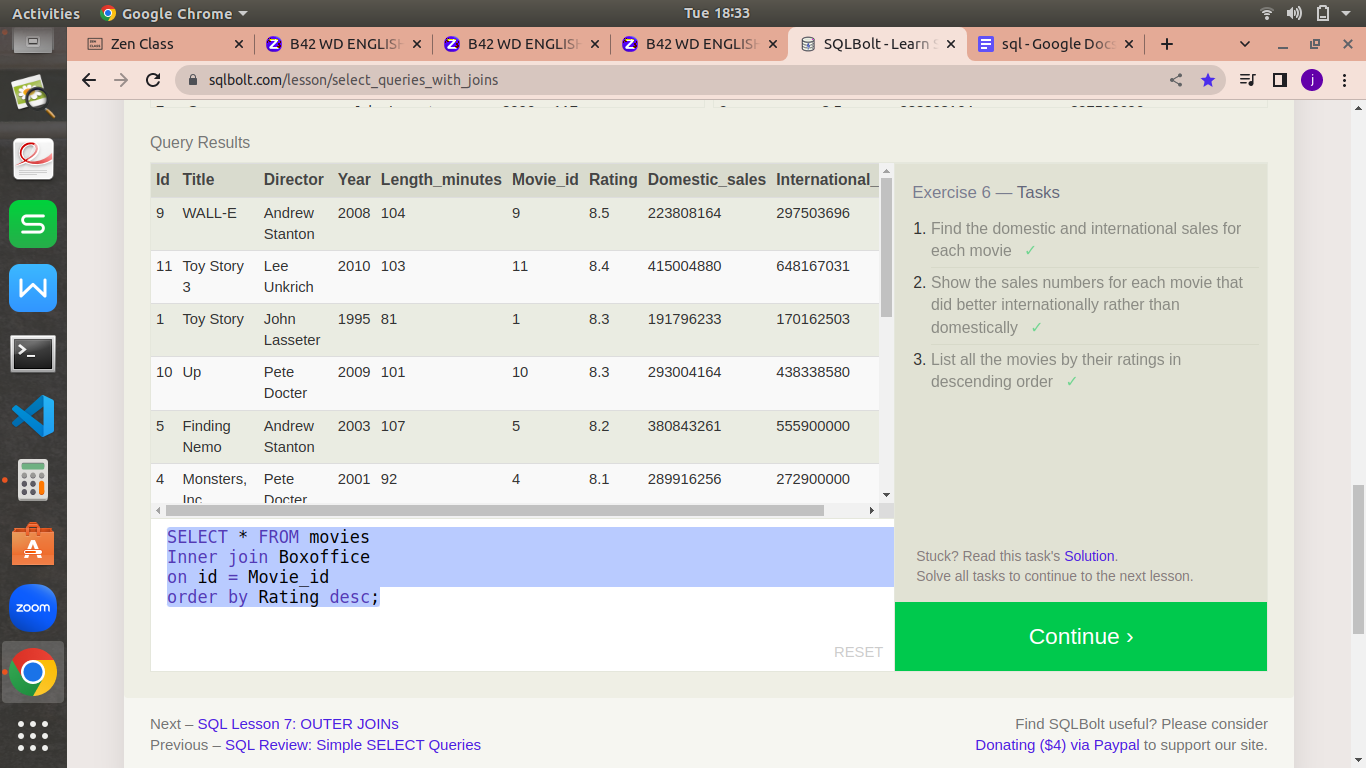 Activities Google Chrome Tue 18:33
Zen Class B42 WD ENGLISH B42 WD ENGLISH B42 WD ENGLISH SQLBolt - Learn S sql - Google Docs
sqlbolt.com/lesson/select_queries_with_joins j
Query Results
Id Title Director Year Length_minutes Movie_id Rating Domestic_sales International_
9 WALL-E Andrew Stanton 2008 104 9 8.5 223808164 297503696
11 Toy Story 3 Lee Unkrich 2010 103 11 8.4 415004880 648167031
1 Toy Story John Lasseter 1995 81 1 8.3 191796233 170162503
10 Up Pete Docter 2009 101 10 8.3 293004164 438338580
5 Finding Nemo Andrew Stanton 2003 107 5 8.2 380843261 555900000
4 Monsters, Inc. Pete Docter 2001 92 4 8.1 289916256 272900000
SELECT * FROM movies
Inner join Boxoffice
on id = Movie_id
order by Rating desc;
RESET
Exercise 6 — Tasks
1. Find the domestic and international sales for
each movie ✓
2. Show the sales numbers for each movie that
did better internationally rather than
domestically ✓
3. List all the movies by their ratings in
descending order ✓
Stuck? Read this task's Solution.
Solve all tasks to continue to the next lesson.
Continue ›
Next – SQL Lesson 7: OUTER JOINs
Previous – SQL Review: Simple SELECT Queries
Find SQLBolt useful? Please consider
Donating ($4) via Paypal to support our site.
zoom